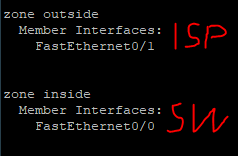 zone outside
Member Interfaces:
FastEthernet0/1
ISP
zone inside
Member Interfaces:
FastEthernet0/0
SW